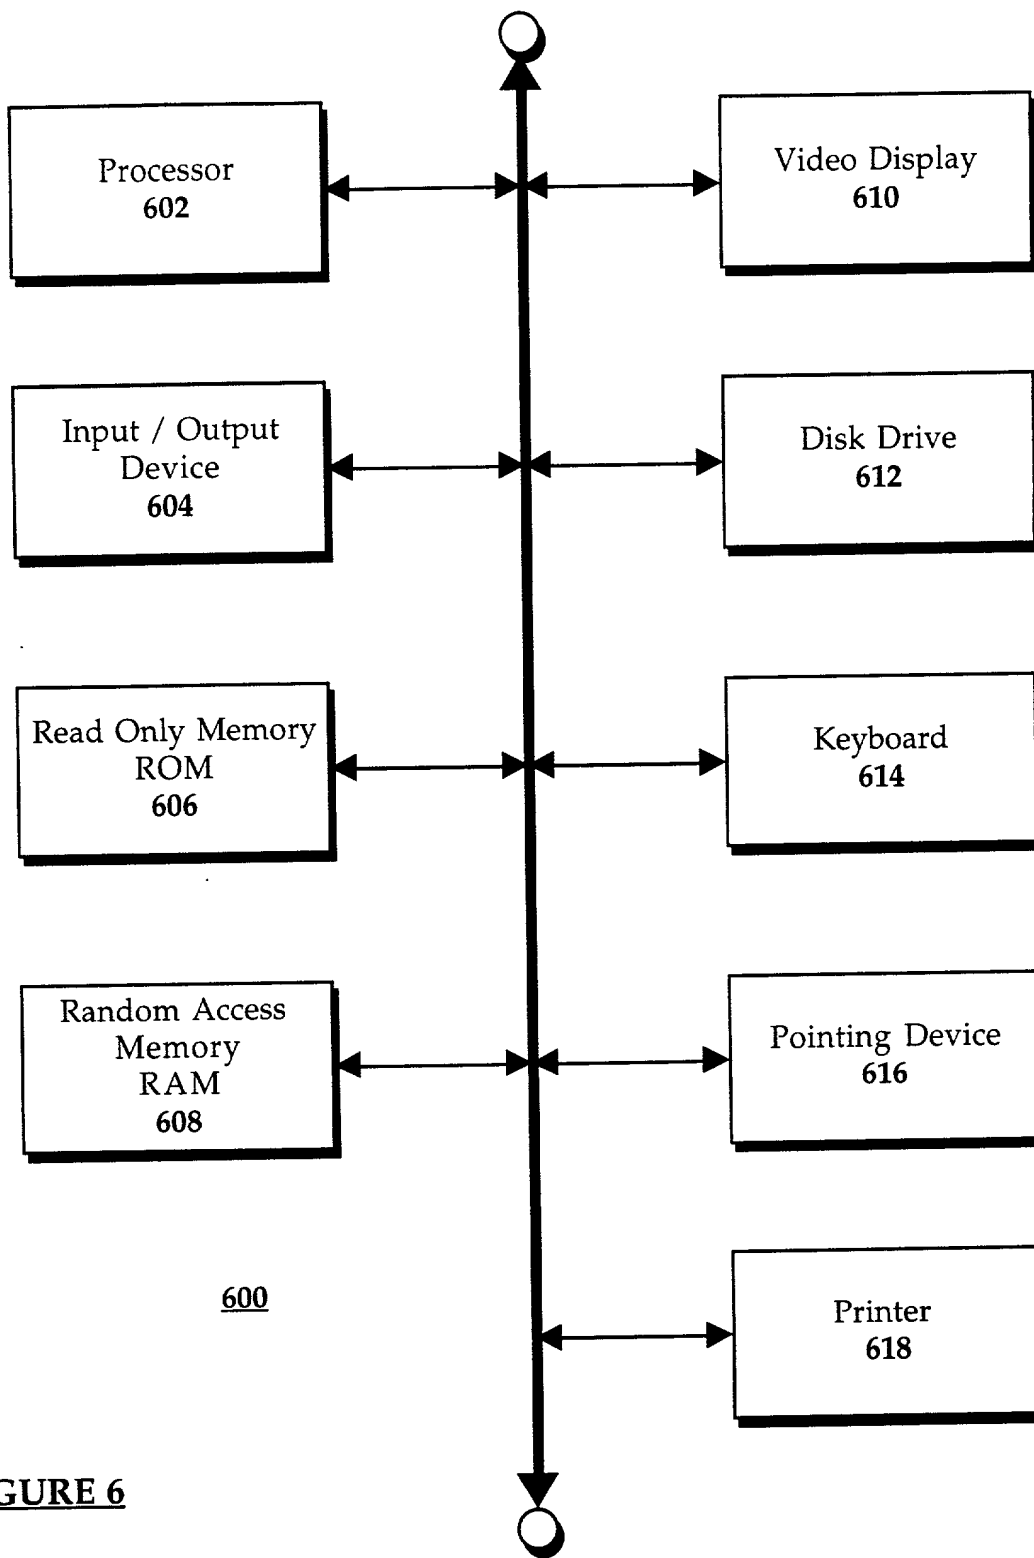 Processor
602
Input / Output
Device
604
Read Only Memory
ROM
606
Random Access
Memory
RAM
608
600
Video Display
610
Disk Drive
612
Keyboard
614
Pointing Device
616
Printer
618
GURE 6